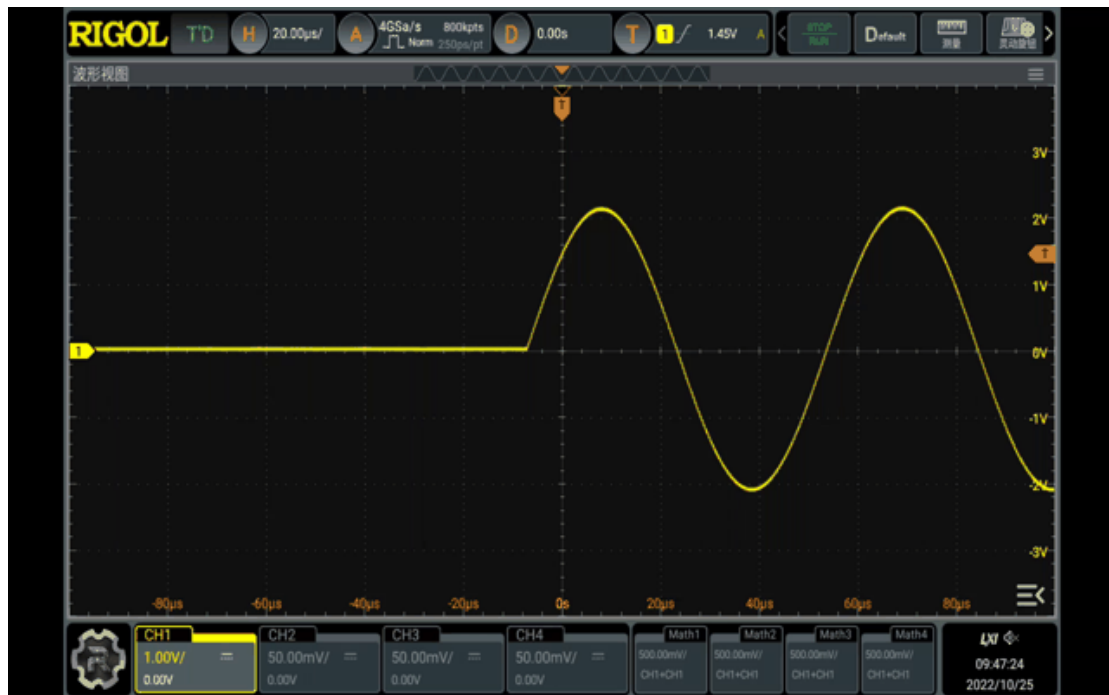 RIGOL T'D H 20.00μs/ A 4GSa/s 800kpts Norm 250ps/pt D 0.00s T 1 1.45V A STOP RUN Default 测量 灵动旋钮
波形视图
T
3V
2V
T
1V
1 0V
-1V
-2V
-3V
-80μs -60μs -40μs -20μs 0s 20μs 40μs 60μs 80μs
CH1 CH2 CH3 CH4 Math1 Math2 Math3 Math4 LXI
1.00V/ 50.00mV/ 50.00mV/ 50.00mV/ 500.00mV/ 500.00mV/ 500.00mV/ 500.00mV/ 09:47:24
0.00V 0.00V 0.00V 0.00V CH1+CH1 CH1+CH1 CH1+CH1 CH1+CH1 2022/10/25